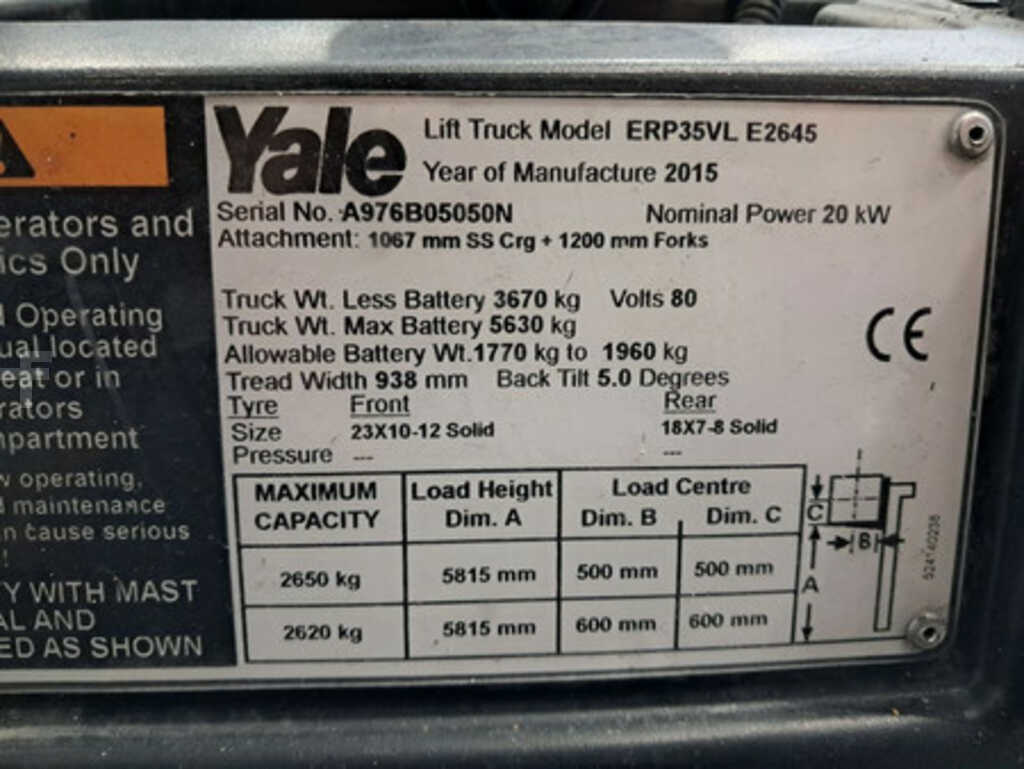 Yale
Lift Truck Model ERP35VL E2645
Year of Manufacture 2015
Serial No. A976B05050N Nominal Power 20 kW
Attachment: 1067 mm SS Crg + 1200 mm Forks
Truck Wt. Less Battery 3670 kg Volts 80
Truck Wt. Max Battery 5630 kg
Allowable Battery Wt. 1770 kg to 1960 kg
Tread Width 938 mm Back Tilt 5.0 Degrees
Tyre Front Rear
Size 23X10-12 Solid 18X7-8 Solid
Pressure --- ---
CE
MAXIMUM CAPACITY Load Height Dim. A Load Centre Dim. B Dim. C
2650 kg 5815 mm 500 mm 500 mm
2620 kg 5815 mm 600 mm 600 mm
C
B
A
524140238
erators and
ics Only
Operating
ual located
eat or in
rators
mpartment
w operating,
d maintenance
n cause serious
!
Y WITH MAST
AL AND
ED AS SHOWN
F